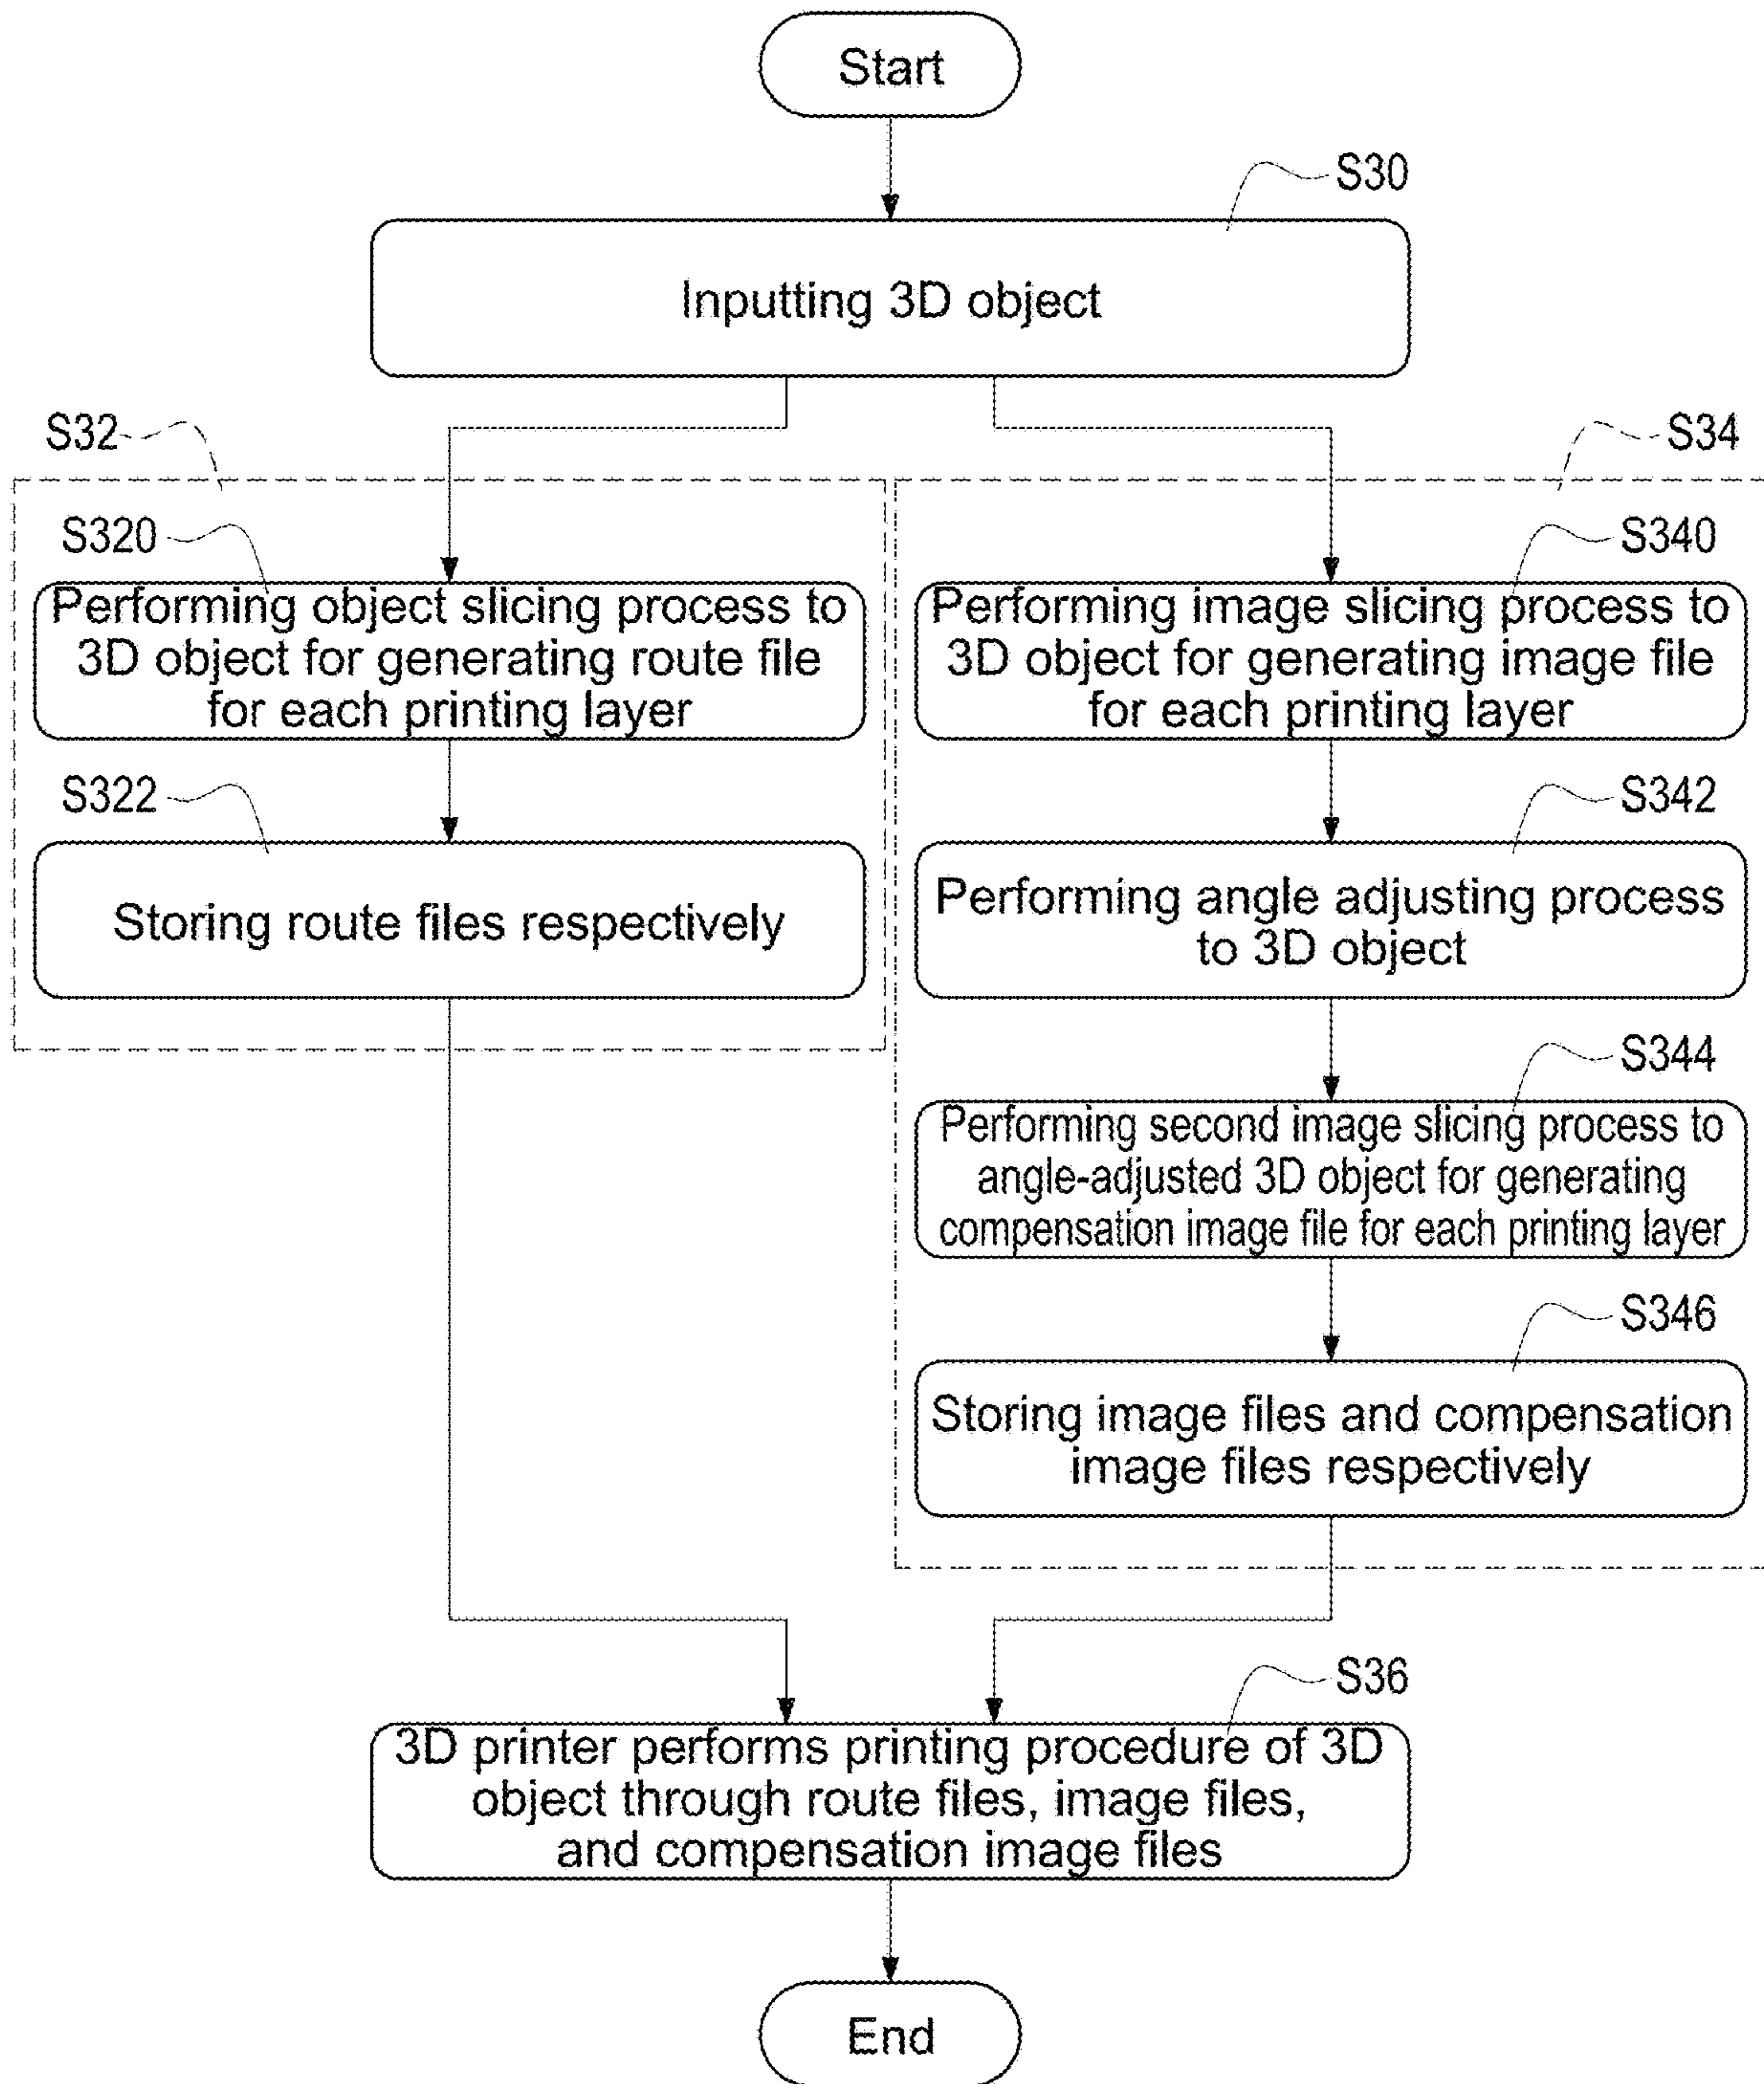 Start
S30
Inputting 3D object
S32
S34
S320
Performing object slicing process to
3D object for generating route file
for each printing layer
S340
Performing image slicing process to
3D object for generating image file
for each printing layer
S322
Storing route files respectively
S342
Performing angle adjusting process
to 3D object
S344
Performing second image slicing process to
angle-adjusted 3D object for generating
compensation image file for each printing layer
S346
Storing image files and compensation
image files respectively
S36
3D printer performs printing procedure of 3D
object through route files, image files,
and compensation image files
End